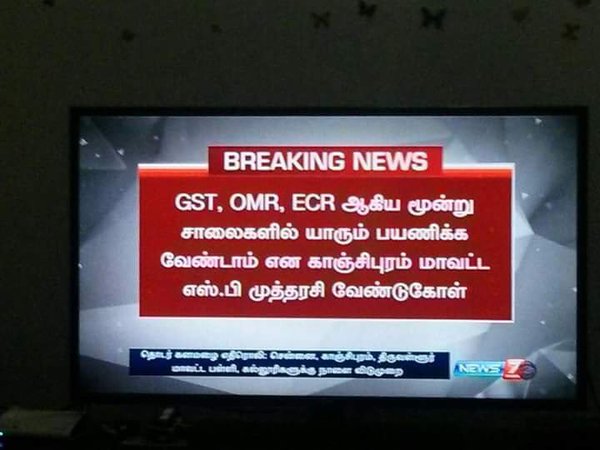 BREAKING NEWS
GST, OMR, ECR ஆகிய மூன்று
சாலைகளில் யாரும் பயணிக்க
வேண்டாம் என காஞ்சிபுரம் மாவட்ட
எஸ்.பி முத்தரசி வேண்டுகோள்
தொடர் கனமழை எதிரொலி: சென்னை, காஞ்சிபுரம், திருவள்ளூர்
மாவட்ட பள்ளி, கல்லூரிகளுக்கு நாளை விடுமுறை
NEWS 7